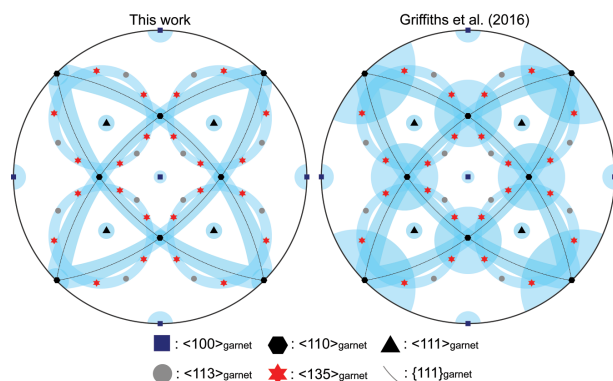 This work
Griffiths et al. (2016)
: <100>garnet : <110>garnet : <111>garnet
: <113>garnet : <135>garnet : {111}garnet